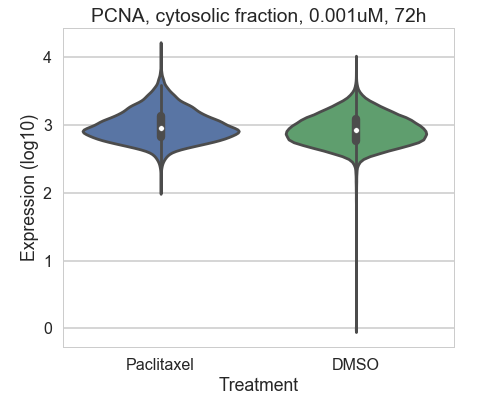 PCNA, cytosolic fraction, 0.001uM, 72h
Expression (log10)
4
3
2
1
0
Paclitaxel
DMSO
Treatment